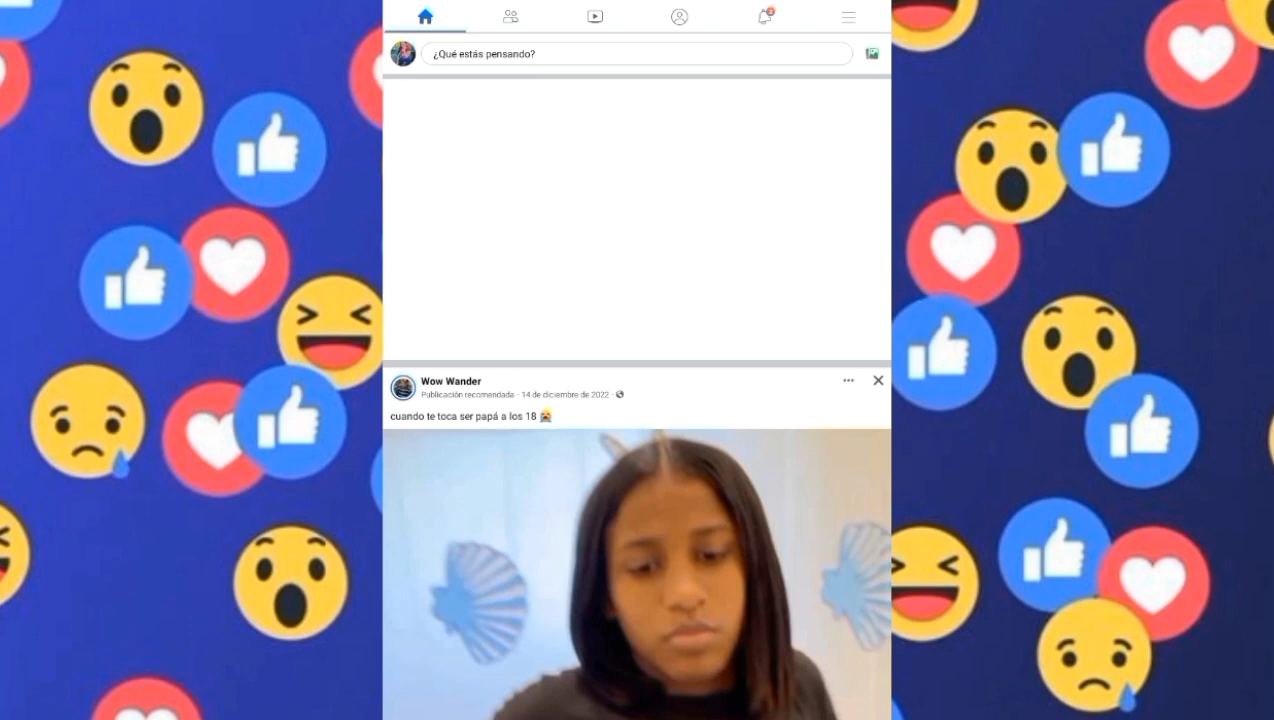 2
¿Qué estás pensando?
Wow Wander
Publicación recomendada · 14 de diciembre de 2022 ·
cuando te toca ser papá a los 18 😭